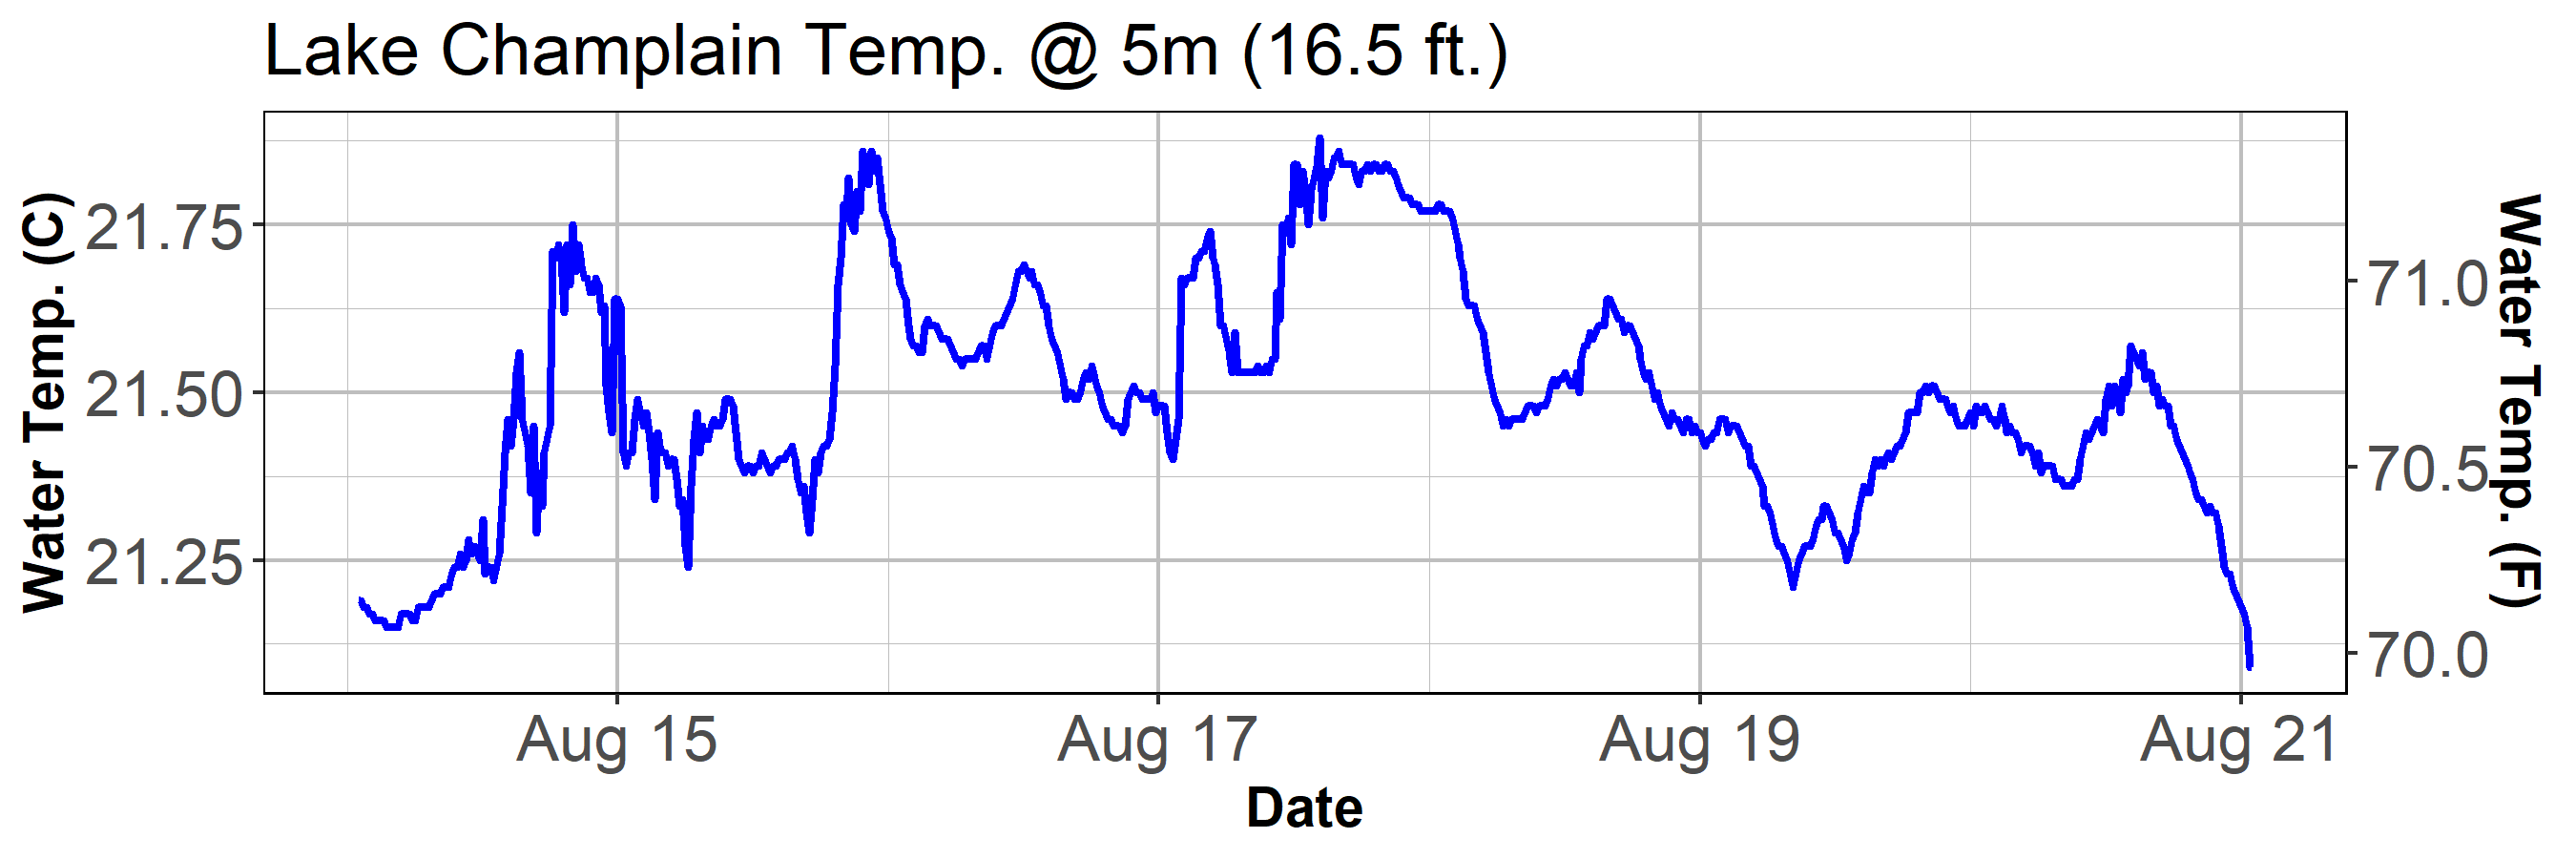 Lake Champlain Temp. @ 5m (16.5 ft.)
Water Temp. (C)
21.75
21.50
21.25
71.0
70.5
70.0
Water Temp. (F)
Aug 15
Aug 17
Aug 19
Aug 21
Date